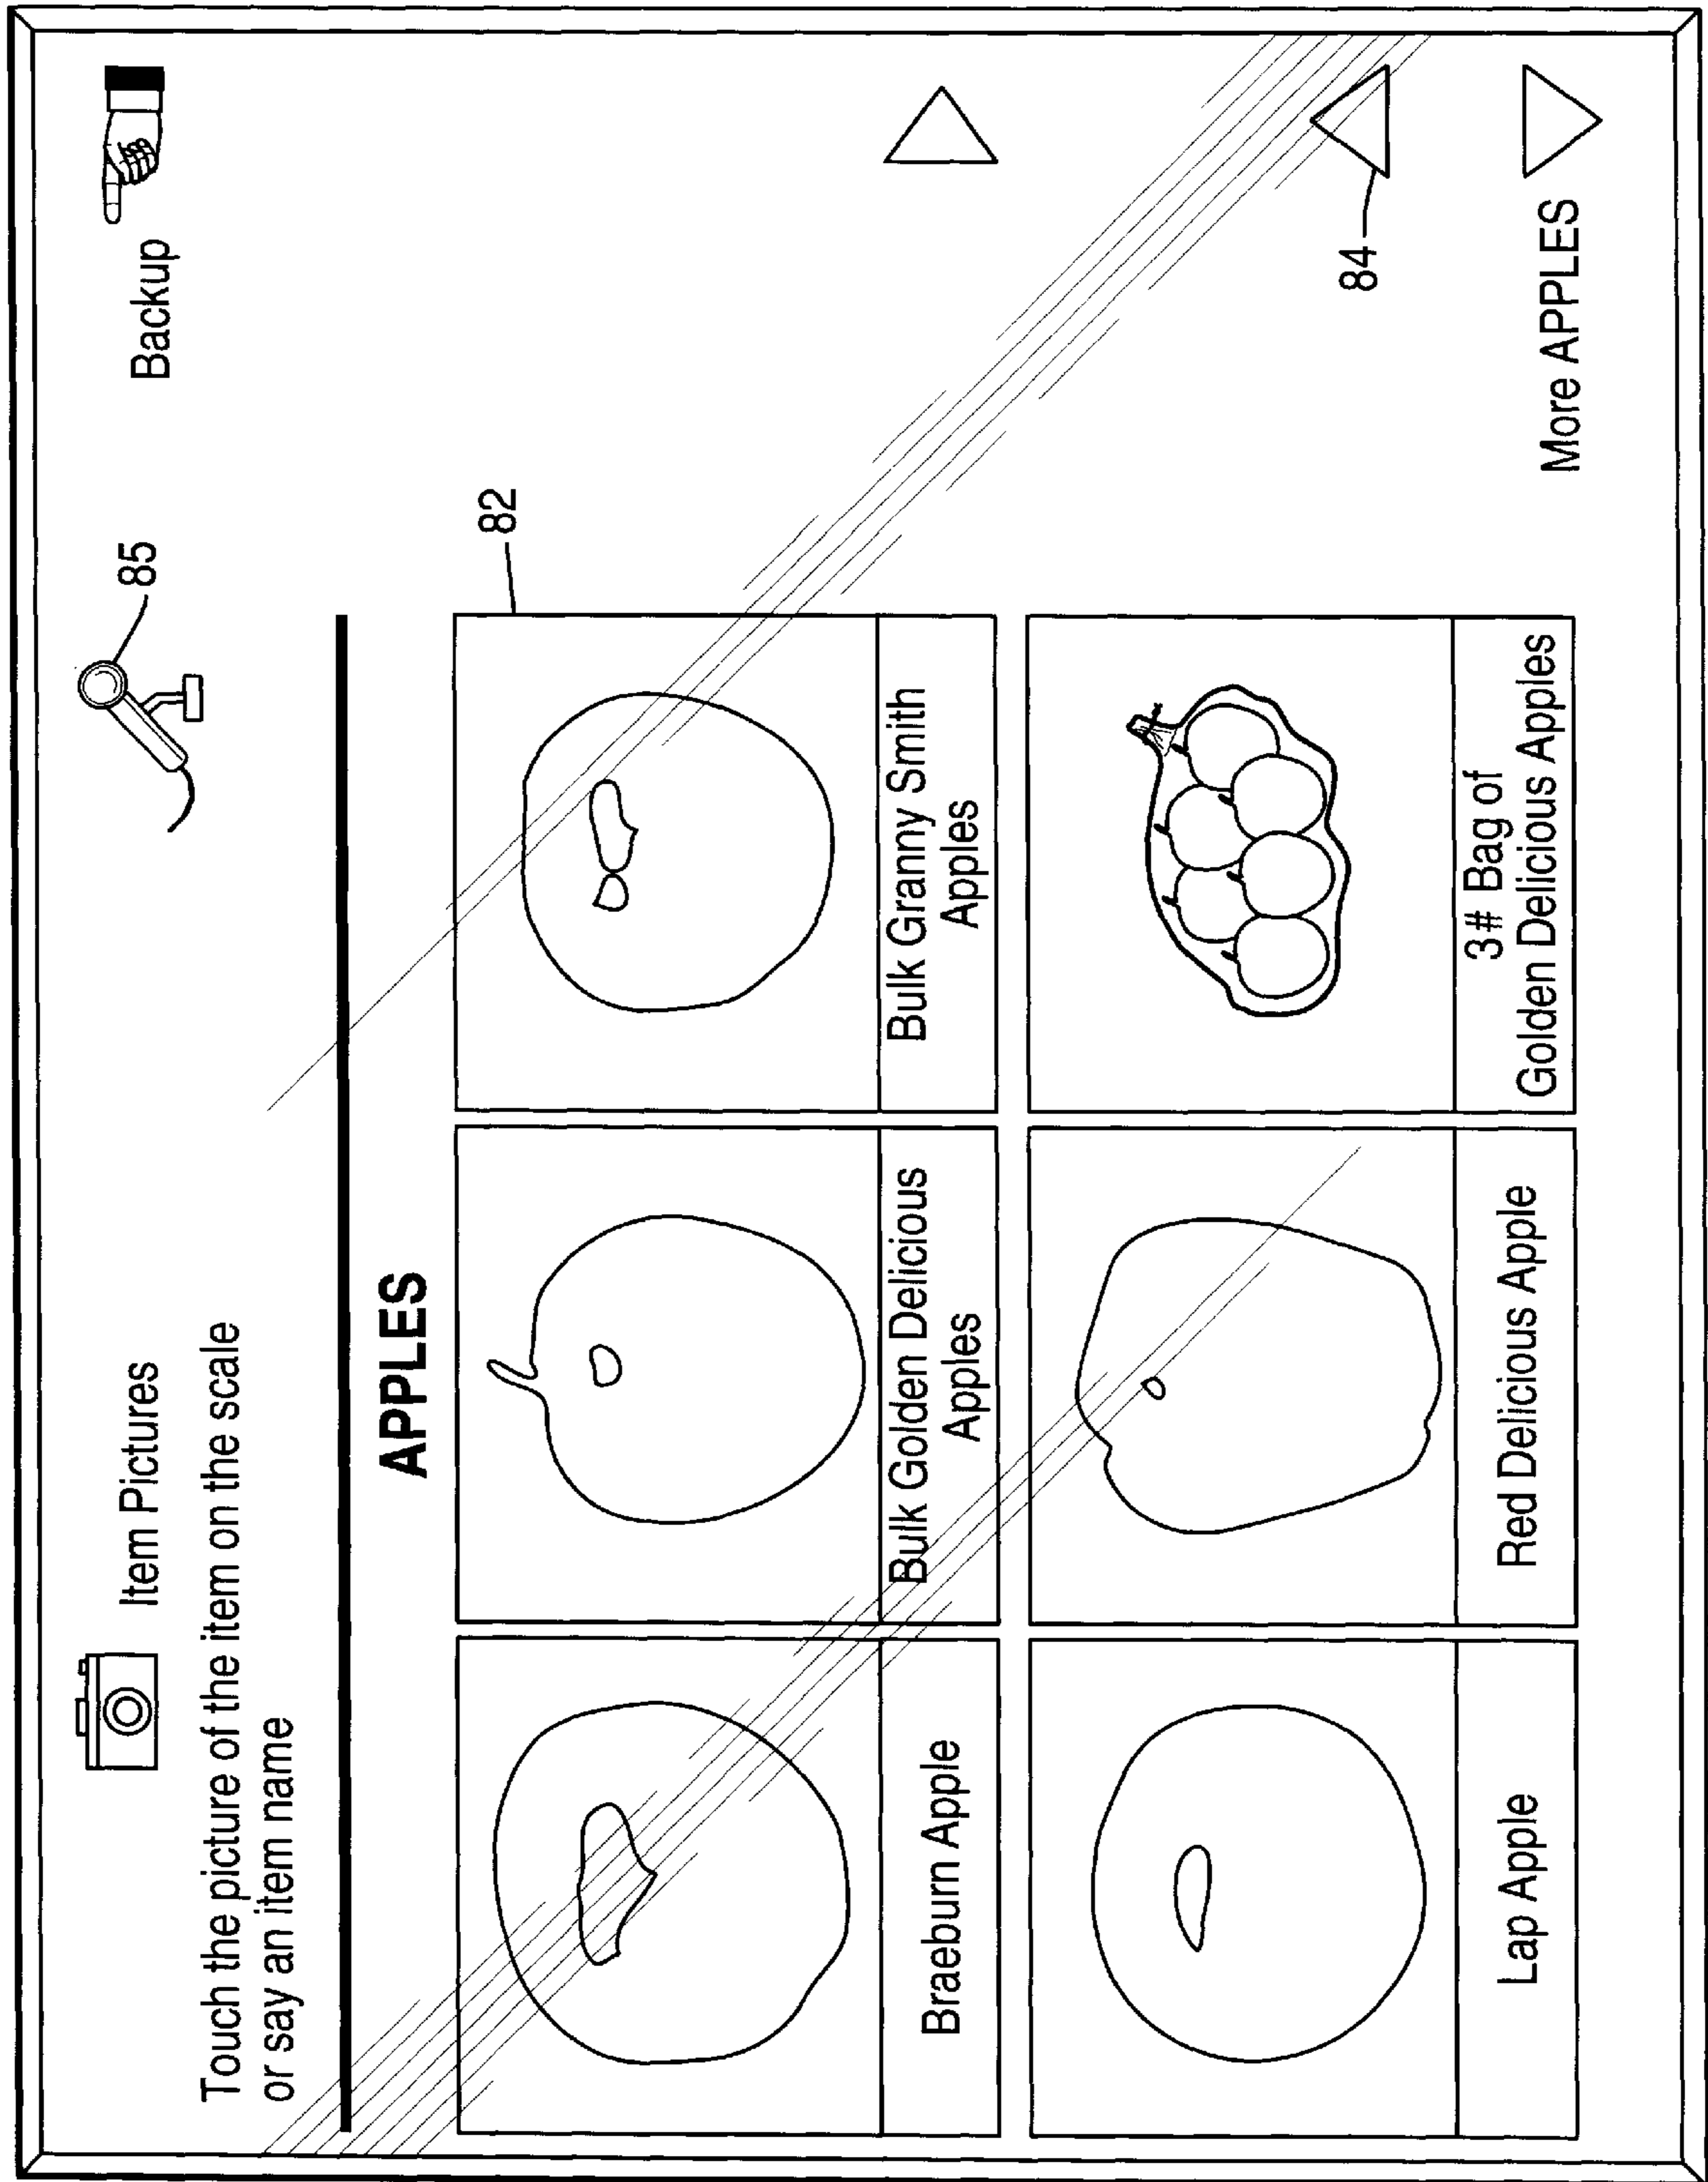 Item Pictures
85
Backup
Touch the picture of the item on the scale
or say an item name
APPLES
82
Braeburn Apple
Bulk Golden Delicious
Apples
Bulk Granny Smith
Apples
84
Lap Apple
Red Delicious Apple
3# Bag of
Golden Delicious Apples
More APPLES